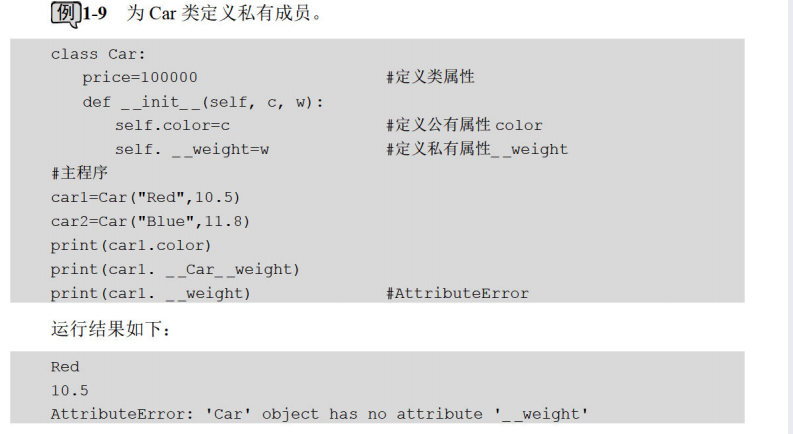 例1-9 为 Car 类定义私有成员。
class Car:
    price=100000 #定义类属性
    def __init__(self, c, w):
        self.color=c #定义公有属性 color
        self. __weight=w #定义私有属性__weight
#主程序
car1=Car("Red",10.5)
car2=Car("Blue",11.8)
print(car1.color)
print(car1. __Car__weight)
print(car1. __weight) #AttributeError
运行结果如下：
Red
10.5
AttributeError: 'Car' object has no attribute '__weight'